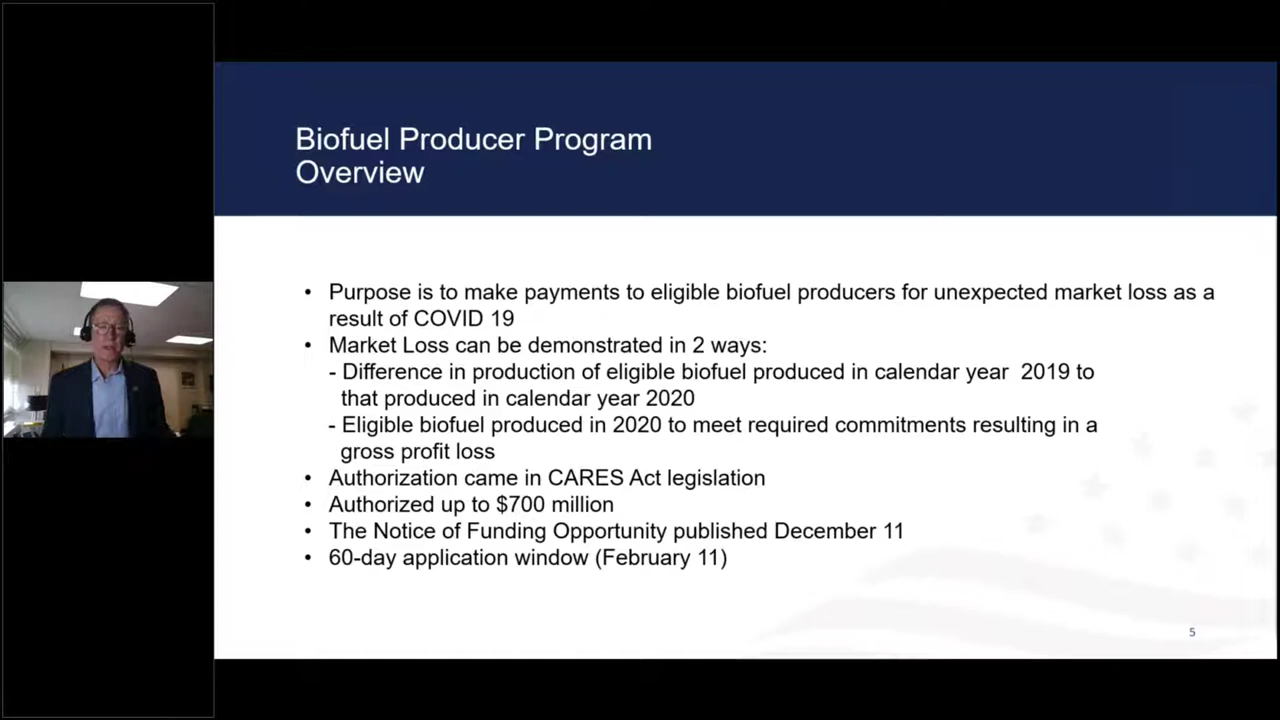 Biofuel Producer Program
Overview
• Purpose is to make payments to eligible biofuel producers for unexpected market loss as a
result of COVID 19
• Market Loss can be demonstrated in 2 ways:
- Difference in production of eligible biofuel produced in calendar year 2019 to
that produced in calendar year 2020
- Eligible biofuel produced in 2020 to meet required commitments resulting in a
gross profit loss
• Authorization came in CARES Act legislation
• Authorized up to $700 million
• The Notice of Funding Opportunity published December 11
• 60-day application window (February 11)
5